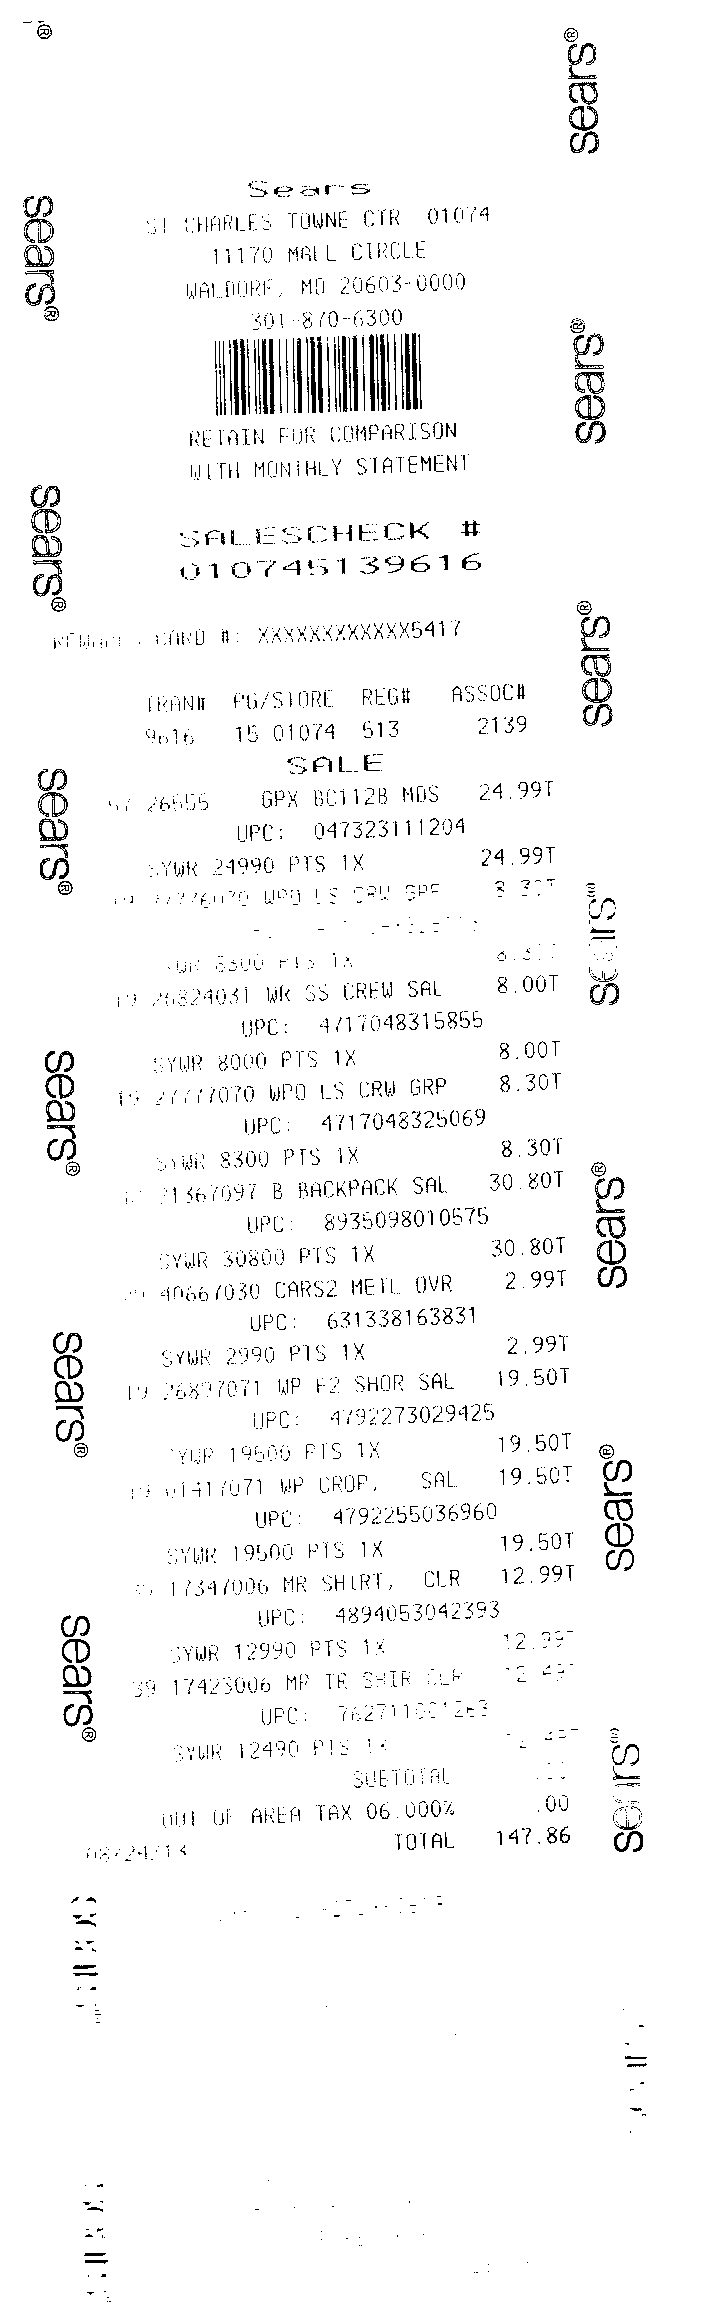 Sears
ST CHARLES TOWNE CTR 01074
11170 MALL CIRCLE
WALDORF, MD 20603-0000
301-870-6300
RETAIN FOR COMPARISON
WITH MONTHLY STATEMENT
SALESCHECK #
010745139616
CARD #: XXXXXXXXXXXX5417
TRAN# PG/STORE REG# ASSOC#
9616 15 01074 513 2139
SALE
57 26555 GPX BC112B MDS 24.99T
UPC: 047323111204
SYWR 24990 PTS 1X 24.99T
19 WPO LS CRW GRP 8.30T
SYWR 8300 PTS 1X 8.30T
19 26824031 WR SS CREW SAL 8.00T
UPC: 4717048315855
SYWR 8000 PTS 1X 8.00T
19 27777070 WPO LS CRW GRP 8.30T
UPC: 4717048325069
SYWR 8300 PTS 1X 8.30T
21367097 B BACKPACK SAL 30.80T
UPC: 8935098010575
SYWR 30800 PTS 1X 30.80T
40667030 CARS2 METL OVR 2.99T
UPC: 631338163831
SYWR 2990 PTS 1X 2.99T
19 26897071 WP F2 SHOR SAL 19.50T
UPC: 4792273029425
SYWR 19500 PTS 1X 19.50T
19 01417071 WP CROP, SAL 19.50T
UPC: 4792255036960
SYWR 19500 PTS 1X 19.50T
17347006 MR SHIRT, CLR 12.99T
UPC: 4894053042393
SYWR 12990 PTS 1X 12.99T
39 17423006 MR TR SHIR CLR 12.49T
UPC:
SYWR 12490 PTS 1X 12.49T
SUBTOTAL
OUT OF AREA TAX 06.000% .00
TOTAL 147.86
08/24/13
sears®
sears®
sears®
sears®
sears®
sears®
sears®
sears®
sears®
sears®
sears®
sears®
sears®